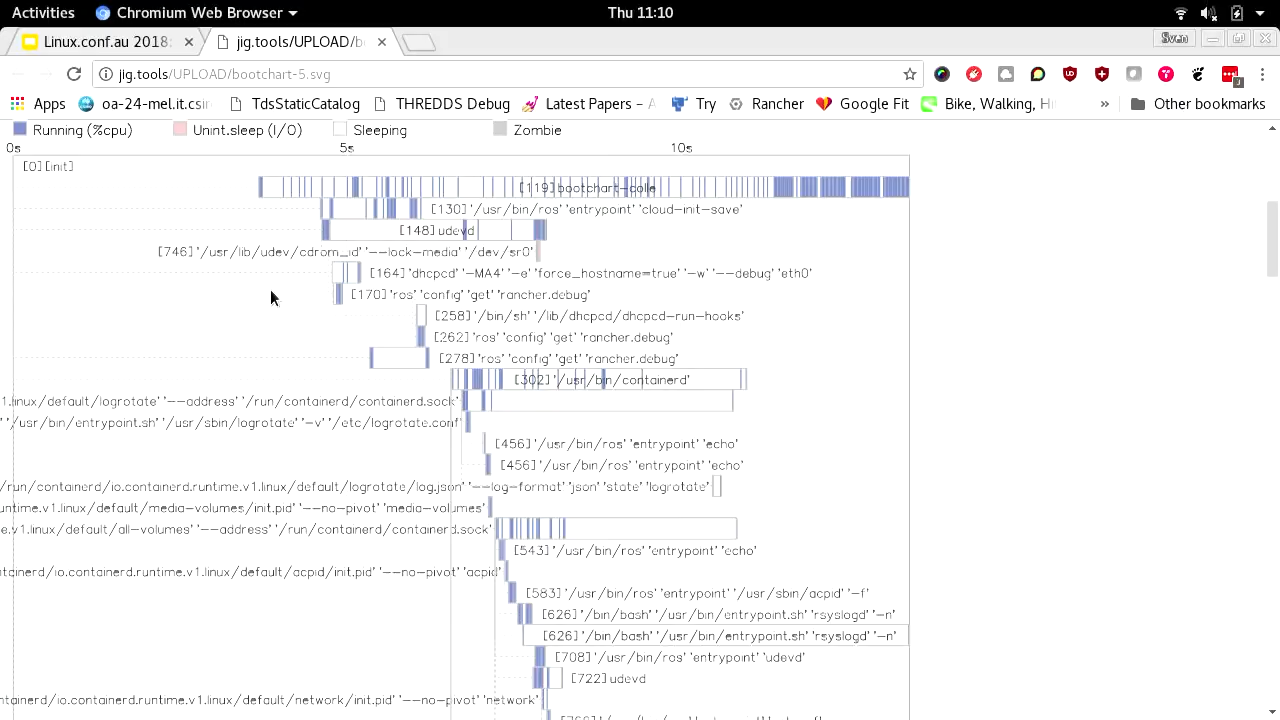 Activities Chromium Web Browser Thu 11:10
Linux.conf.au 2018: jig.tools/UPLOAD/b Sven
jig.tools/UPLOAD/bootchart-5.svg
Apps oa-24-mel.it.csir TdsStaticCatalog THREDDS Debug Latest Papers – Try Rancher Google Fit Bike, Walking, Hi » Other bookmarks
Running (%cpu) Unint.sleep (I/O) Sleeping Zombie
0s 5s 10s
[0][init]
[119]bootchart-colle
[130]'/usr/bin/ros' 'entrypoint' 'cloud-init-save'
[148]udevd
[746]'/usr/lib/udev/cdrom_id' '--lock-media' '/dev/sr0'
[164]'dhcpcd' '-MA4' '-e' 'force_hostname=true' '-w' '--debug' 'eth0'
[170]'ros' 'config' 'get' 'rancher.debug'
[258]'/bin/sh' '/lib/dhcpcd/dhcpcd-run-hooks'
[262]'ros' 'config' 'get' 'rancher.debug'
[278]'ros' 'config' 'get' 'rancher.debug'
[302]'/usr/bin/containerd'
1.linux/default/logrotate' '--address' '/run/containerd/containerd.sock'
'/usr/bin/entrypoint.sh' '/usr/sbin/logrotate' '-v' '/etc/logrotate.conf'
[456]'/usr/bin/ros' 'entrypoint' 'echo'
[456]'/usr/bin/ros' 'entrypoint' 'echo'
/run/containerd/io.containerd.runtime.v1.linux/default/logrotate/log.json' '--log-format' 'json' 'state' 'logrotate'
untime.v1.linux/default/media-volumes/init.pid' '--no-pivot' 'media-volumes'
e.v1.linux/default/all-volumes' '--address' '/run/containerd/containerd.sock'
[543]'/usr/bin/ros' 'entrypoint' 'echo'
tainerd/io.containerd.runtime.v1.linux/default/acpid/init.pid' '--no-pivot' 'acpid'
[583]'/usr/bin/ros' 'entrypoint' '/usr/sbin/acpid' '-f'
[626]'/bin/bash' '/usr/bin/entrypoint.sh' 'rsyslogd' '-n'
[626]'/bin/bash' '/usr/bin/entrypoint.sh' 'rsyslogd' '-n'
[708]'/usr/bin/ros' 'entrypoint' 'udevd'
[722]udevd
tainerd/io.containerd.runtime.v1.linux/default/network/init.pid' '--no-pivot' 'network'